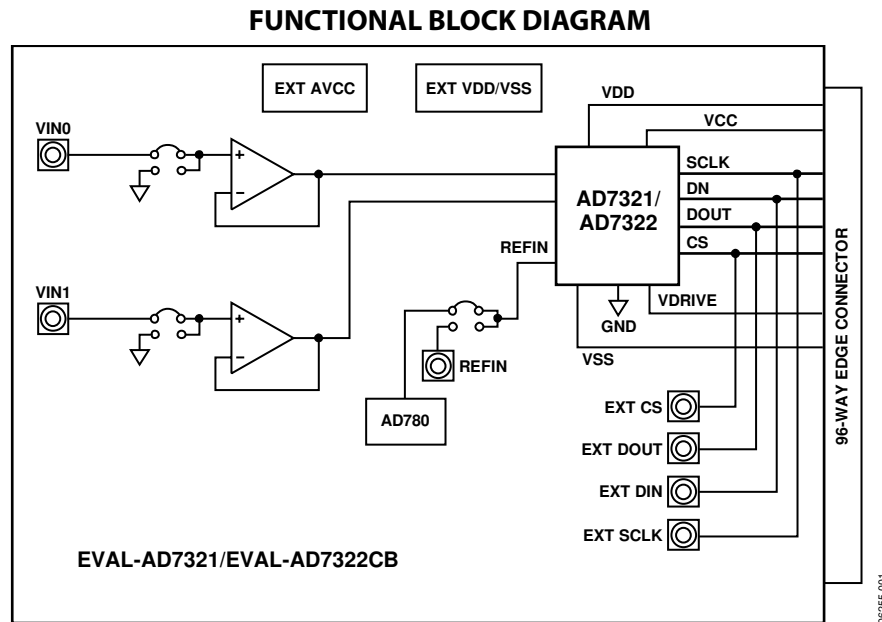 FUNCTIONAL BLOCK DIAGRAM
EXT AVCC
EXT VDD/VSS
VDD
VCC
VIN0
SCLK
DN
DOUT
CS
AD7321/
AD7322
REFIN
96-WAY EDGE CONNECTOR
VIN1
VDRIVE
GND
VSS
REFIN
AD780
EXT CS
EXT DOUT
EXT DIN
EXT SCLK
EVAL-AD7321/EVAL-AD7322CB
06255-001
+
−
+
−